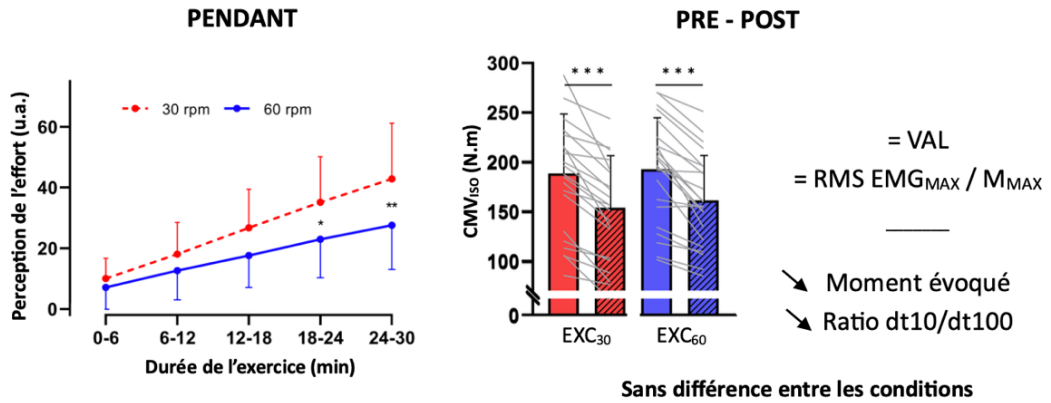 PENDANT
PRE - POST
Perception de l'effort (u.a.)
60
40
20
0
30 rpm
60 rpm
*
**
0-6
6-12
12-18
18-24
24-30
Durée de l'exercice (min)
CMVISO (N.m)
300
250
200
150
100
0
***
***
EXC30
EXC60
= VAL
= RMS EMGMAX / MMAX
Moment évoqué
Ratio dt10/dt100
Sans différence entre les conditions